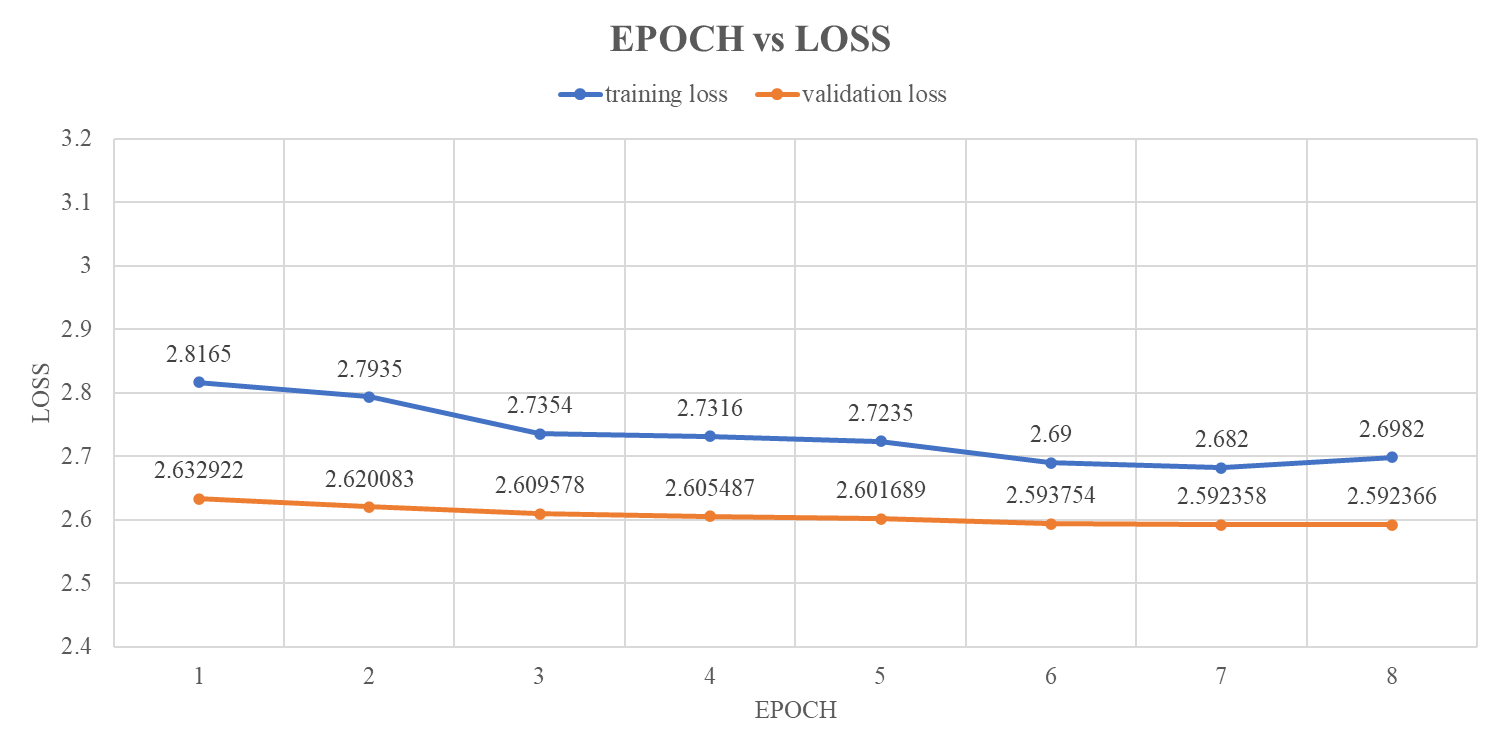 EPOCH vs LOSS
training loss validation loss
3.2
3.1
3
2.9
2.8
2.7
2.6
2.5
2.4
LOSS
2.8165 2.7935 2.7354 2.7316 2.7235 2.69 2.682 2.6982
2.632922 2.620083 2.609578 2.605487 2.601689 2.593754 2.592358 2.592366
1 2 3 4 5 6 7 8
EPOCH